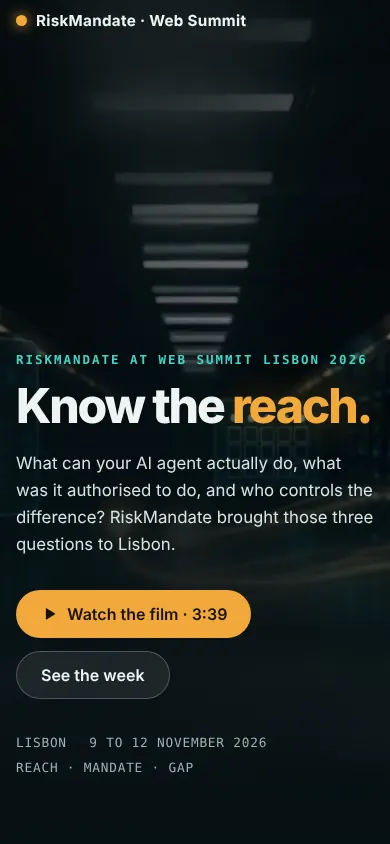 RiskMandate · Web Summit
RISKMANDATE AT WEB SUMMIT LISBON 2026
Know the reach.
What can your AI agent actually do, what
was it authorised to do, and who controls the
difference? RiskMandate brought those three
questions to Lisbon.
Watch the film · 3:39
See the week
LISBON 9 TO 12 NOVEMBER 2026
REACH · MANDATE · GAP